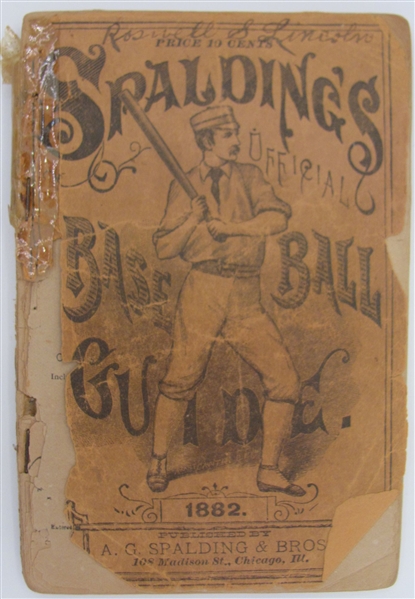 Roswell S. Lincoln
PRICE 10 CENTS
SPALDING'S
OFFICIAL
BASE BALL
GUIDE.
1882.
PUBLISHED BY
A. G. SPALDING & BROS
108 Madison St., Chicago, Ill.